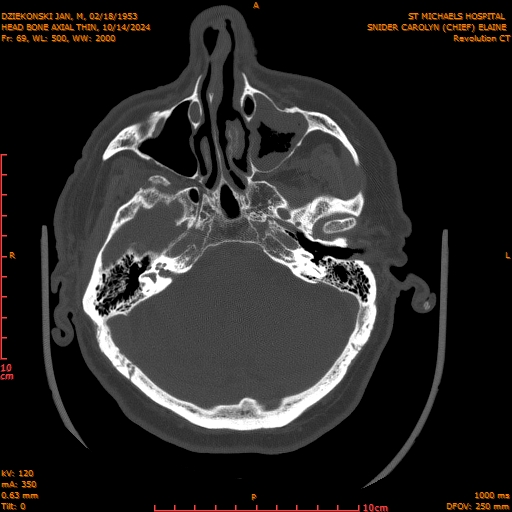 DZIEKONSKI JAN, M, 02/18/1953
HEAD BONE AXIAL THIN, 10/14/2024
Fr: 69, WL: 500, WW: 2000
A
ST MICHAELS HOSPITAL
SNIDER CAROLYN (CHIEF) ELAINE
Revolution CT
R
L
10
cm
kV: 120
mA: 350
0.63 mm
Tilt: 0
P
10cm
1000 ms
DFOV: 250 mm